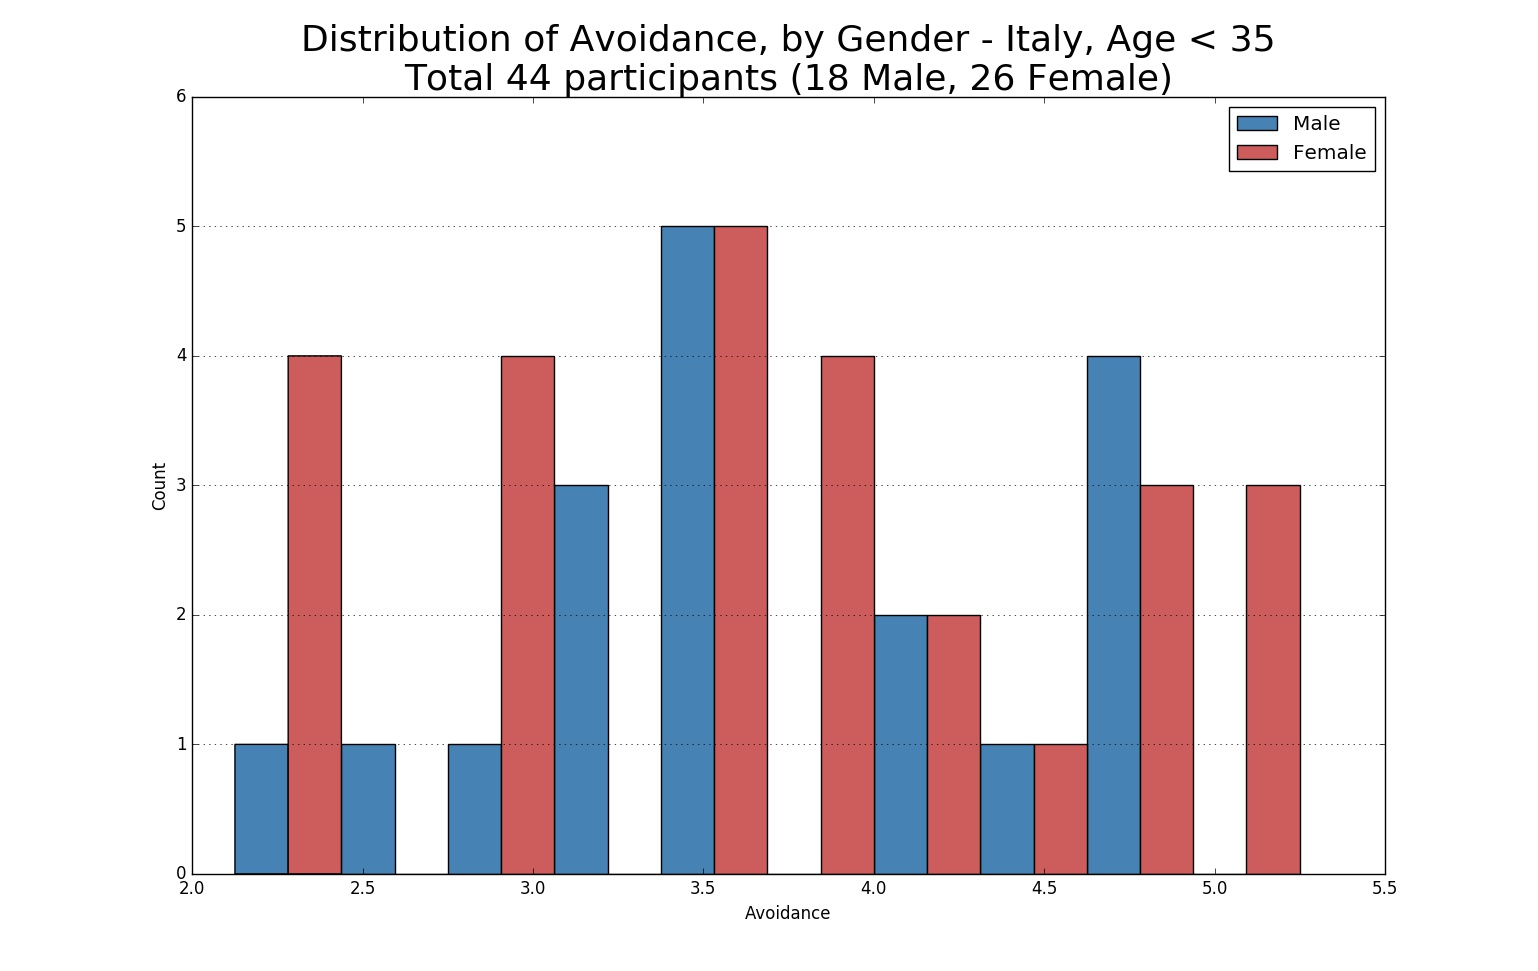 Distribution of Avoidance, by Gender - Italy, Age < 35
Total 44 participants (18 Male, 26 Female)
Male
Female
6
5
4
3
2
1
0
Count
2.0 2.5 3.0 3.5 4.0 4.5 5.0 5.5
Avoidance